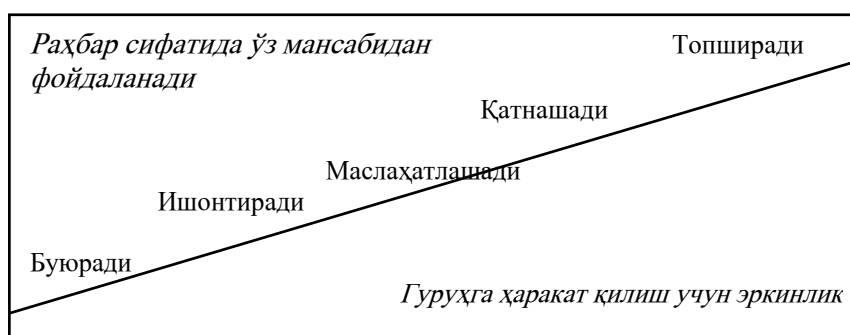 Раҳбар сифатида ўз мансабидан
фойдаланади
Топширади
Қатнашади
Маслаҳатлашади
Ишонтиради
Буюради
Гуруҳга ҳаракат қилиш учун эркинлик